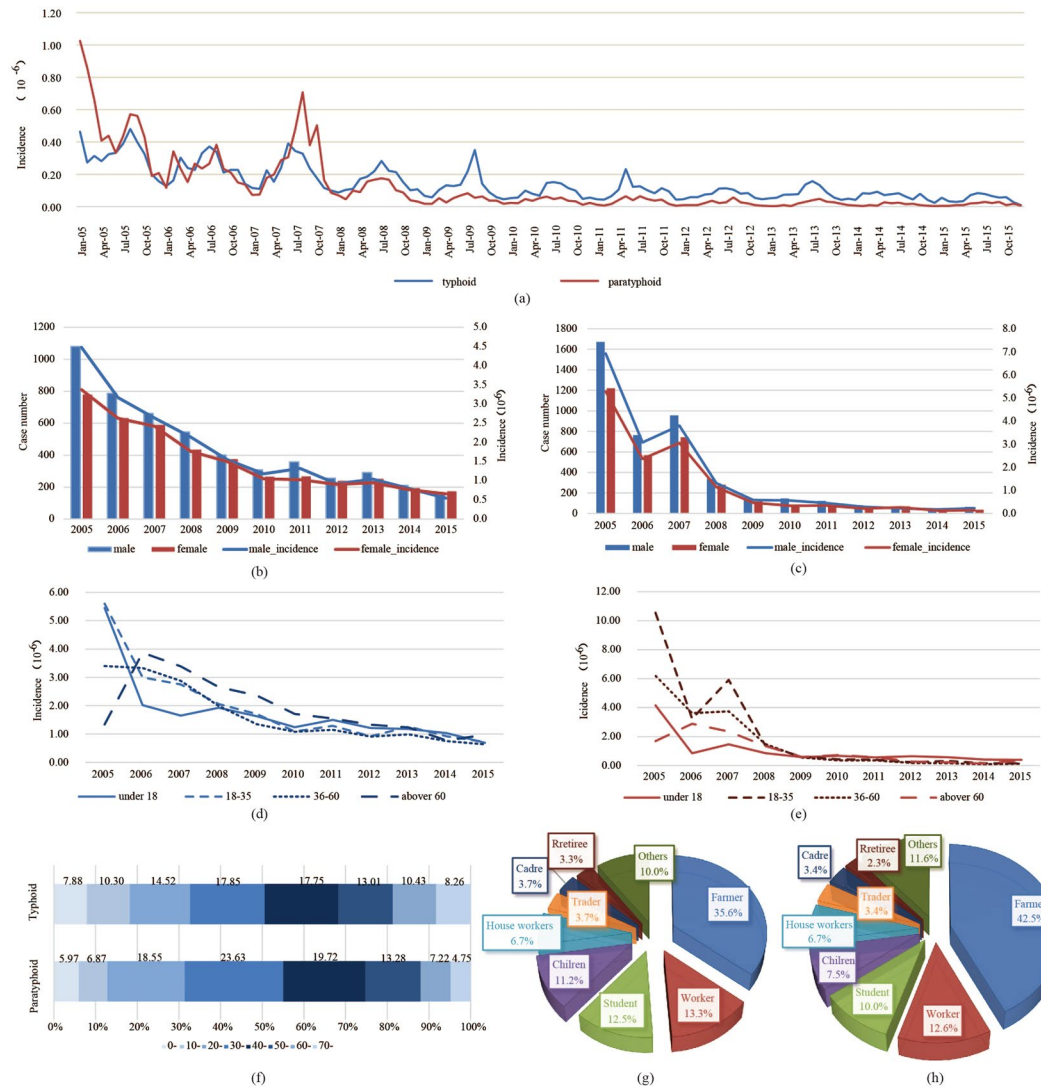 1.20
1.00
0.80
0.60
0.40
0.20
0.00
Incidence （10 -6）
Jan-05
Apr-05
Jul-05
Oct-05
Jan-06
Apr-06
Jul-06
Oct-06
Jan-07
Apr-07
Jul-07
Oct-07
Jan-08
Apr-08
Jul-08
Oct-08
Jan-09
Apr-09
Jul-09
Oct-09
Jan-10
Apr-10
Jul-10
Oct-10
Jan-11
Apr-11
Jul-11
Oct-11
Jan-12
Apr-12
Jul-12
Oct-12
Jan-13
Apr-13
Jul-13
Oct-13
Jan-14
Apr-14
Jul-14
Oct-14
Jan-15
Apr-15
Jul-15
Oct-15
typhoid paratyphoid
(a)
1200
1000
800
600
400
200
0
Case number
5.0
4.5
4.0
3.5
3.0
2.5
2.0
1.5
1.0
0.5
0.0
Incidence（10-6）
2005 2006 2007 2008 2009 2010 2011 2012 2013 2014 2015
male female male_incidence female_incidence
(b)
1800
1600
1400
1200
1000
800
600
400
200
0
Case number
8.0
7.0
6.0
5.0
4.0
3.0
2.0
1.0
0.0
Incidence（10-6）
2005 2006 2007 2008 2009 2010 2011 2012 2013 2014 2015
male female male_incidence female_incidence
(c)
6.00
5.00
4.00
3.00
2.00
1.00
0.00
Incidence（10-6）
2005 2006 2007 2008 2009 2010 2011 2012 2013 2014 2015
under 18 18-35 36-60 abover 60
(d)
12.00
10.00
8.00
6.00
4.00
2.00
0.00
Icidence（10-6）
2005 2006 2007 2008 2009 2010 2011 2012 2013 2014 2015
under 18 18-35 36-60 abover 60
(e)
Typhoid
7.88 10.30 14.52 17.85 17.75 13.01 10.43 8.26
Paratyphoid
5.97 6.87 18.55 23.63 19.72 13.28 7.22 4.75
0% 10% 20% 30% 40% 50% 60% 70% 80% 90% 100%
0- 10- 20- 30- 40- 50- 60- 70-
(f)
Rretiree
3.3%
Others
10.0%
Cadre
3.7%
Trader
3.7%
Farmer
35.6%
House workers
6.7%
Chilren
11.2%
Student
12.5%
Worker
13.3%
(g)
Rretiree
2.3%
Others
11.6%
Cadre
3.4%
Trader
3.4%
Farmer
42.5%
House workers
6.7%
Chilren
7.5%
Student
10.0%
Worker
12.6%
(h)